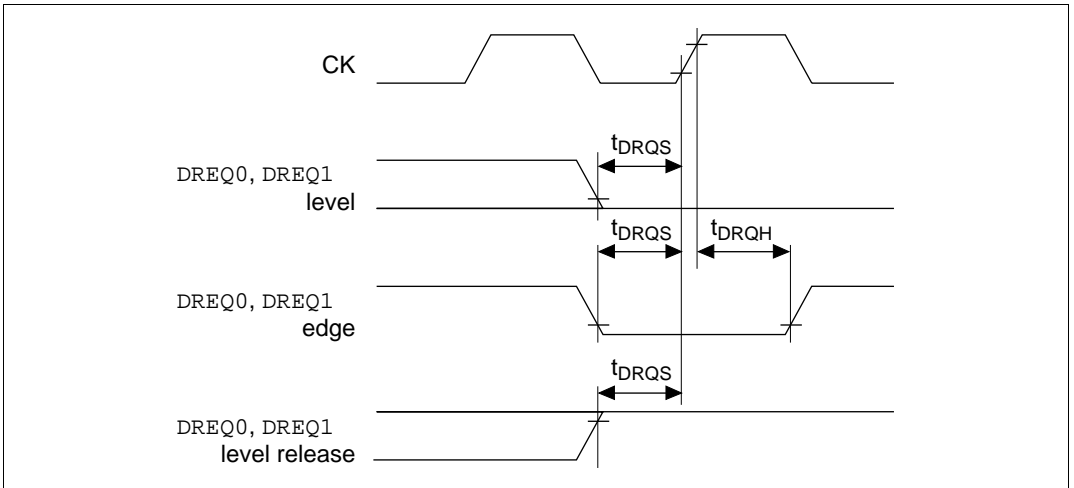 CK
tDRQS
DREQ0, DREQ1
level
tDRQS
tDRQH
DREQ0, DREQ1
edge
tDRQS
DREQ0, DREQ1
level release